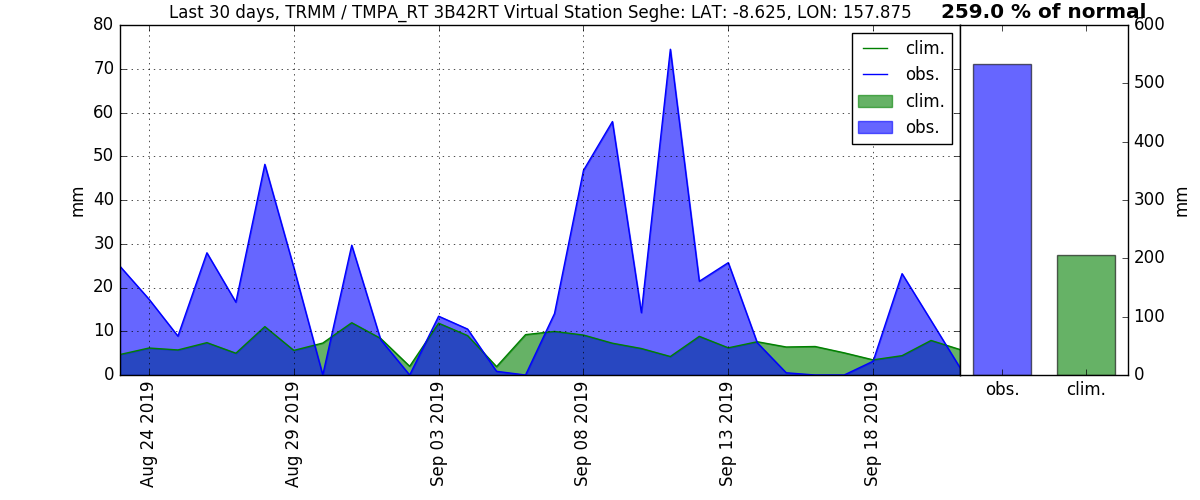 Last 30 days, TRMM / TMPA_RT 3B42RT Virtual Station Seghe: LAT: -8.625, LON: 157.875
259.0 % of normal
80
70
60
50
40
30
20
10
0
mm
clim.
obs.
clim.
obs.
Aug 24 2019
Aug 29 2019
Sep 03 2019
Sep 08 2019
Sep 13 2019
Sep 18 2019
600
500
400
300
200
100
0
mm
obs.
clim.